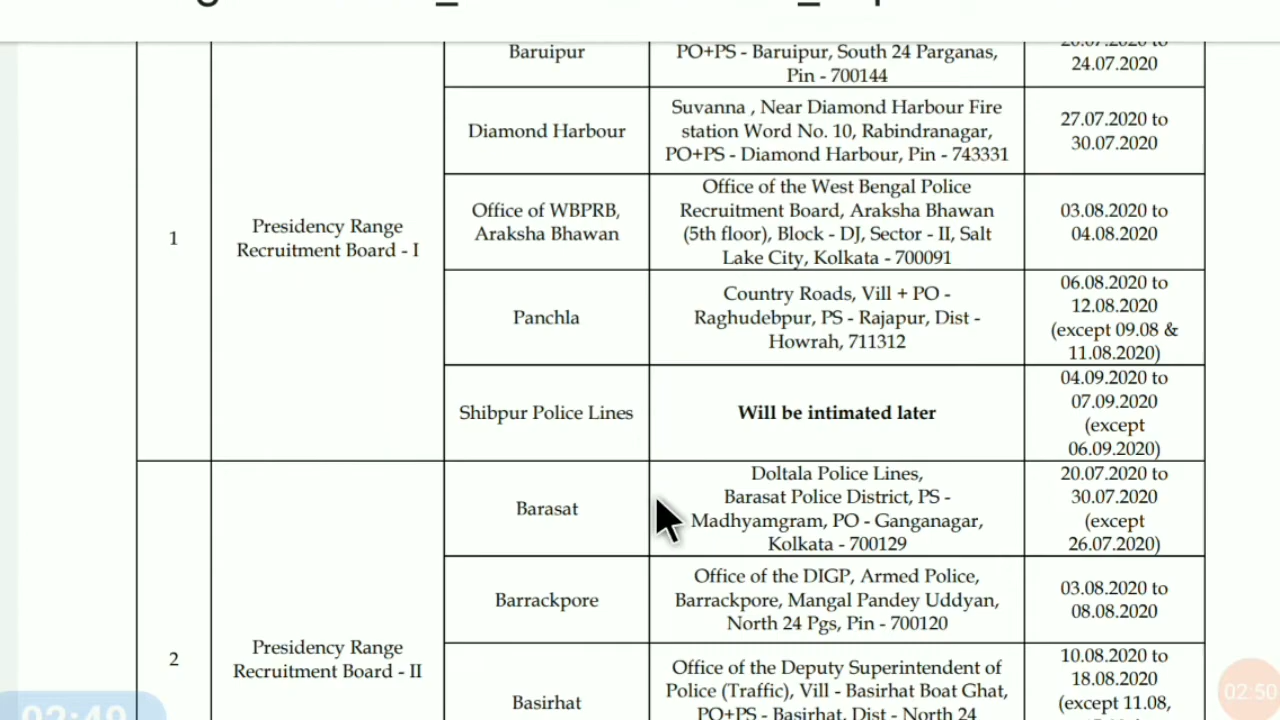 Baruipur
PO+PS - Baruipur, South 24 Parganas,
Pin - 700144
24.07.2020
Diamond Harbour
Suvanna , Near Diamond Harbour Fire
station Word No. 10, Rabindranagar,
PO+PS - Diamond Harbour, Pin - 743331
27.07.2020 to
30.07.2020
1
Presidency Range
Recruitment Board - I
Office of WBPRB,
Araksha Bhawan
Office of the West Bengal Police
Recruitment Board, Araksha Bhawan
(5th floor), Block - DJ, Sector - II, Salt
Lake City, Kolkata - 700091
03.08.2020 to
04.08.2020
Panchla
Country Roads, Vill + PO -
Raghudebpur, PS - Rajapur, Dist -
Howrah, 711312
06.08.2020 to
12.08.2020
(except 09.08 &
11.08.2020)
Shibpur Police Lines
Will be intimated later
04.09.2020 to
07.09.2020
(except
06.09.2020)
2
Presidency Range
Recruitment Board - II
Barasat
Doltala Police Lines,
Barasat Police District, PS -
Madhyamgram, PO - Ganganagar,
Kolkata - 700129
20.07.2020 to
30.07.2020
(except
26.07.2020)
Barrackpore
Office of the DIGP, Armed Police,
Barrackpore, Mangal Pandey Uddyan,
North 24 Pgs, Pin - 700120
03.08.2020 to
08.08.2020
Basirhat
Office of the Deputy Superintendent of
Police (Traffic), Vill - Basirhat Boat Ghat,
PO+PS - Basirhat, Dist - North 24
10.08.2020 to
18.08.2020
(except 11.08,
02:49
02:50